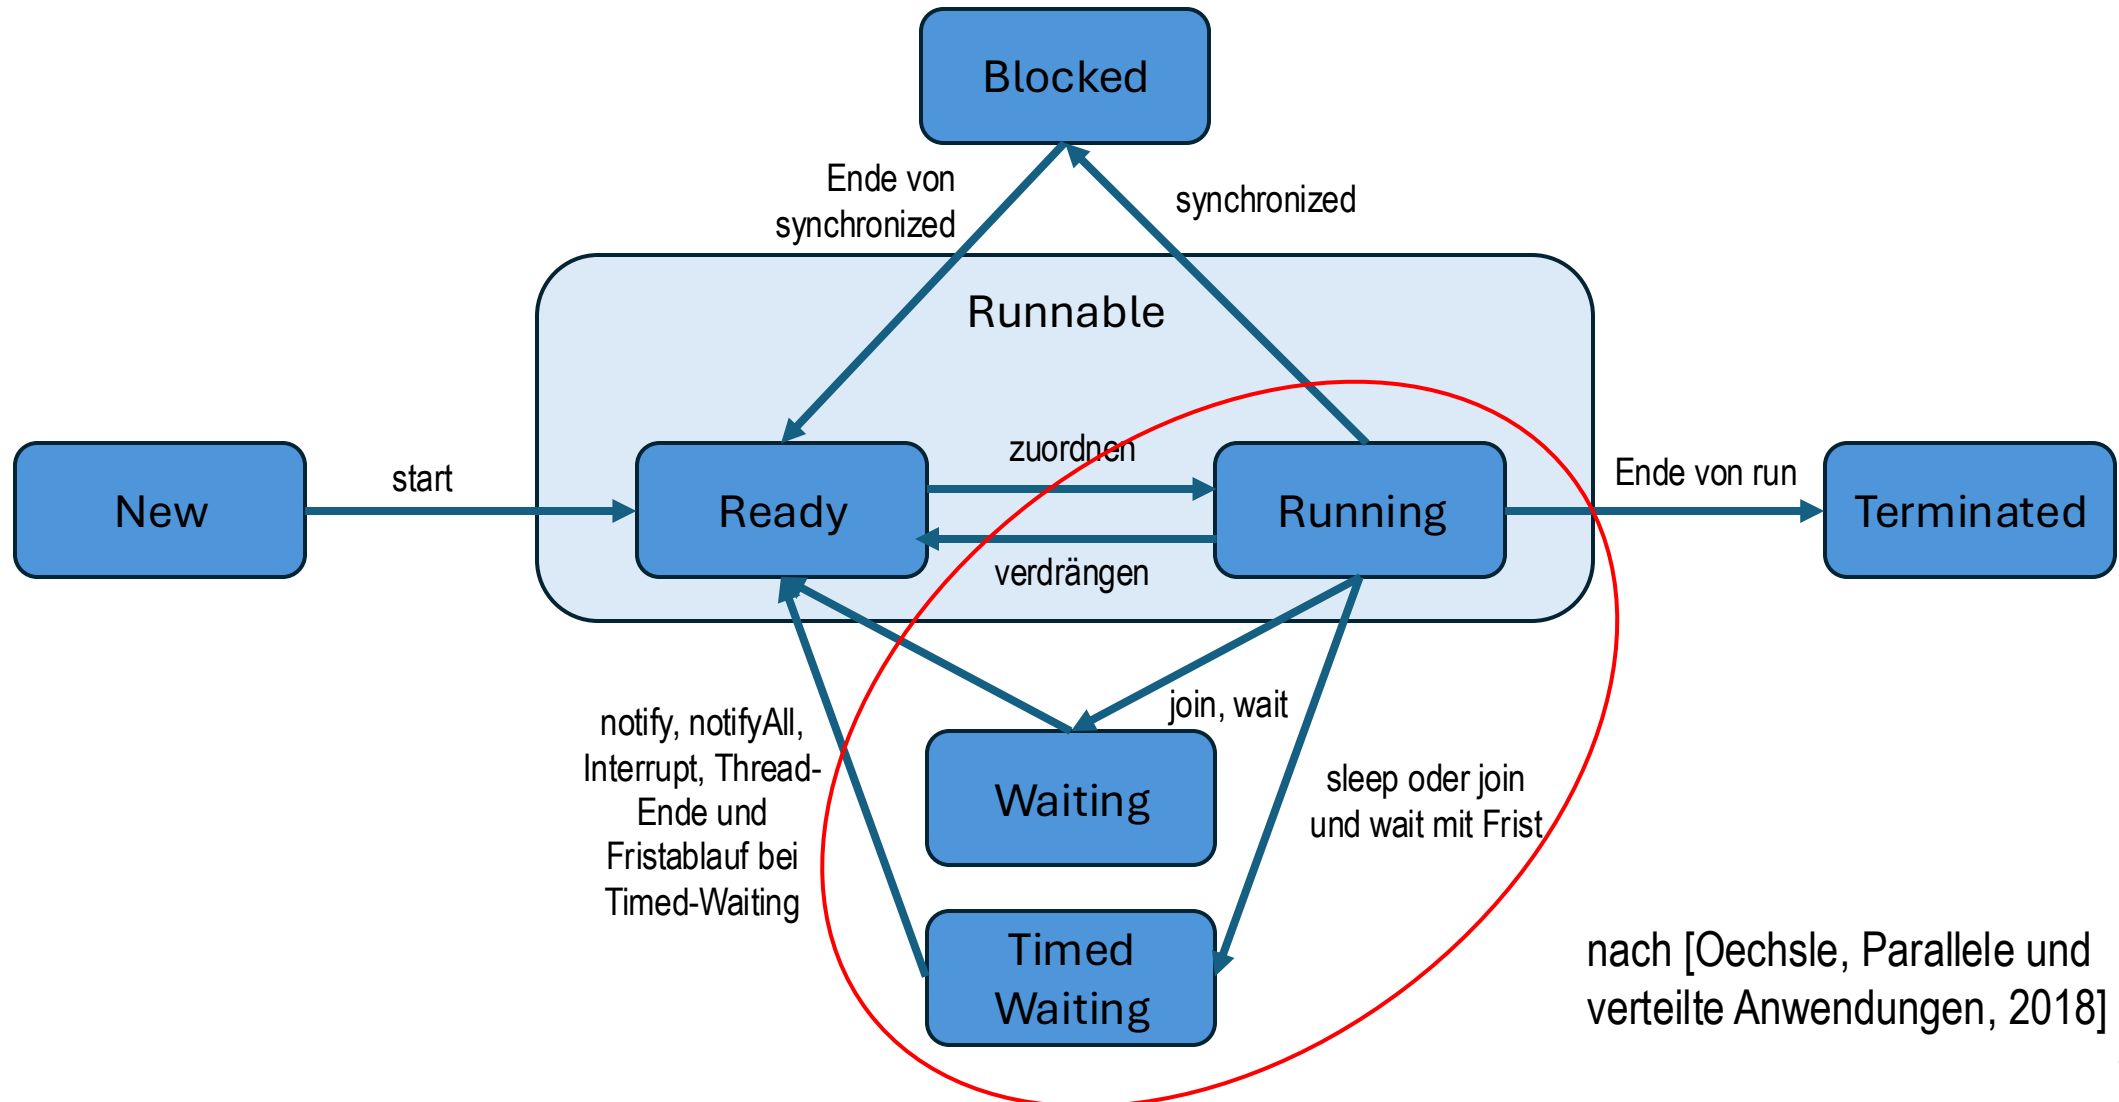 Blocked
Ende von
synchronized
synchronized
Runnable
New
start
Ready
zuordnen
verdrängen
Running
Ende von run
Terminated
notify, notifyAll,
Interrupt, Thread-
Ende und
Fristablauf bei
Timed-Waiting
join, wait
Waiting
sleep oder join
und wait mit Frist
Timed
Waiting
nach [Oechsle, Parallele und
verteilte Anwendungen, 2018]